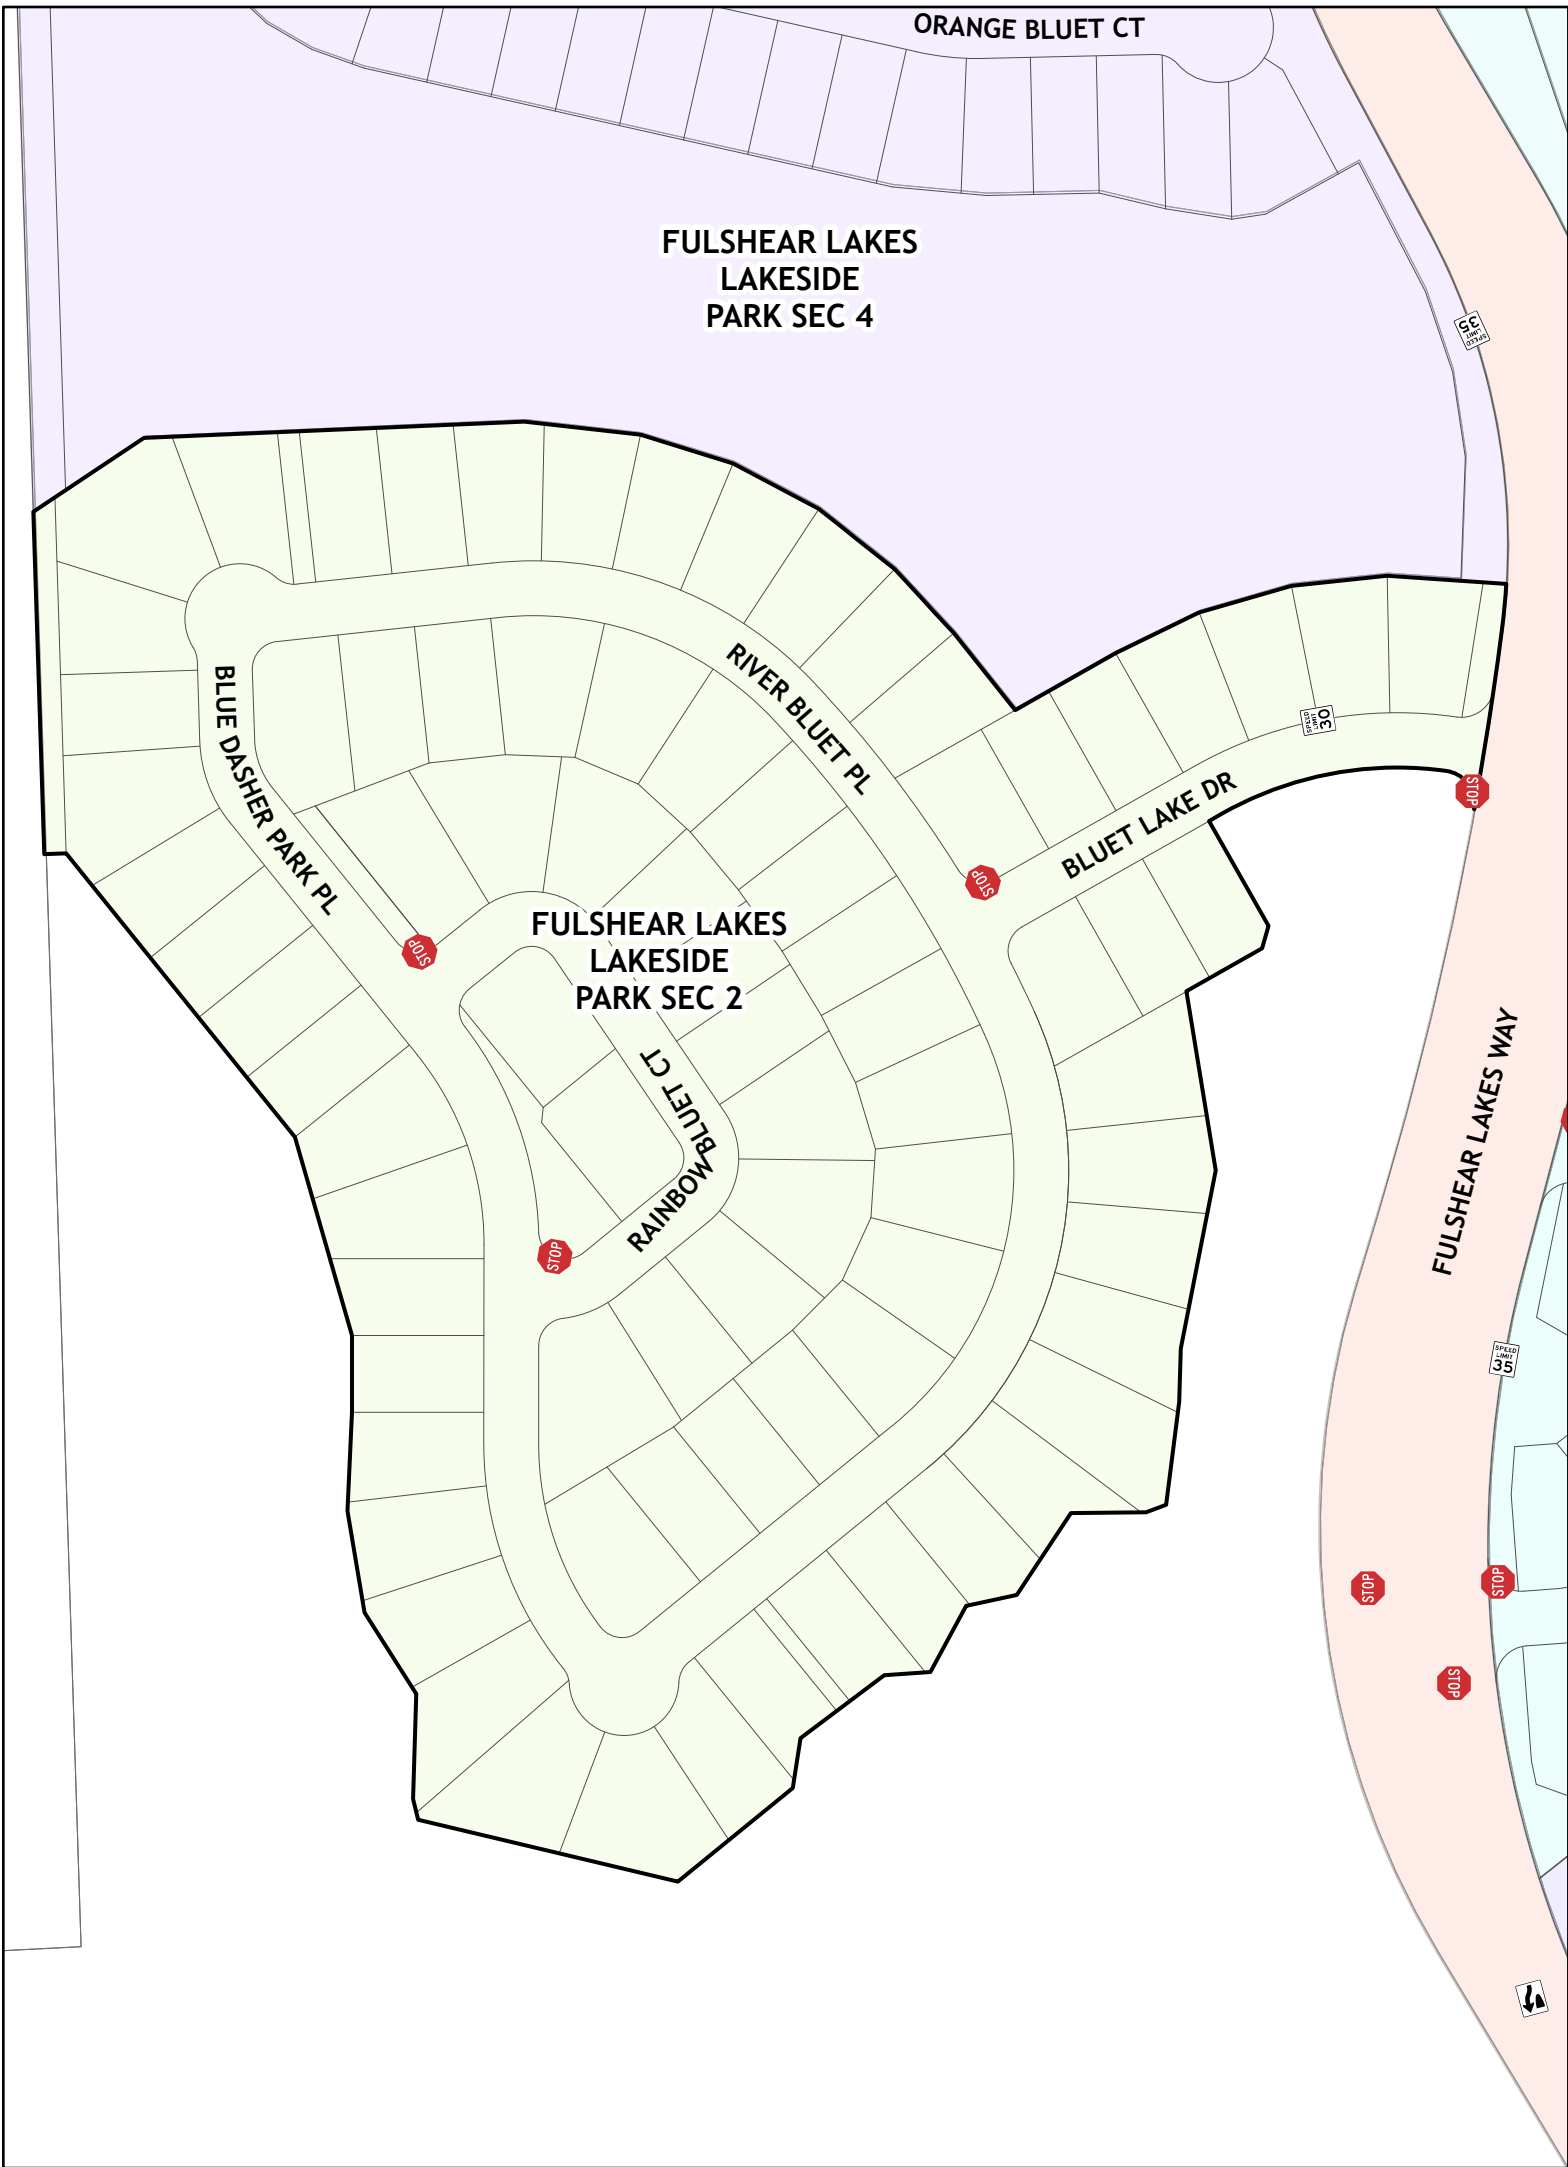 ORANGE BLUET CT
FULSHEAR LAKES
LAKESIDE
PARK SEC 4
SPEED
LIMIT
35
RIVER BLUET PL
BLUE DASHER PARK PL
SPEED
LIMIT
30
BLUET LAKE DR
STOP
STOP
STOP
FULSHEAR LAKES
LAKESIDE
PARK SEC 2
RAINBOW BLUET CT
STOP
FULSHEAR LAKES WAY
SPEED
LIMIT
35
STOP
STOP
STOP